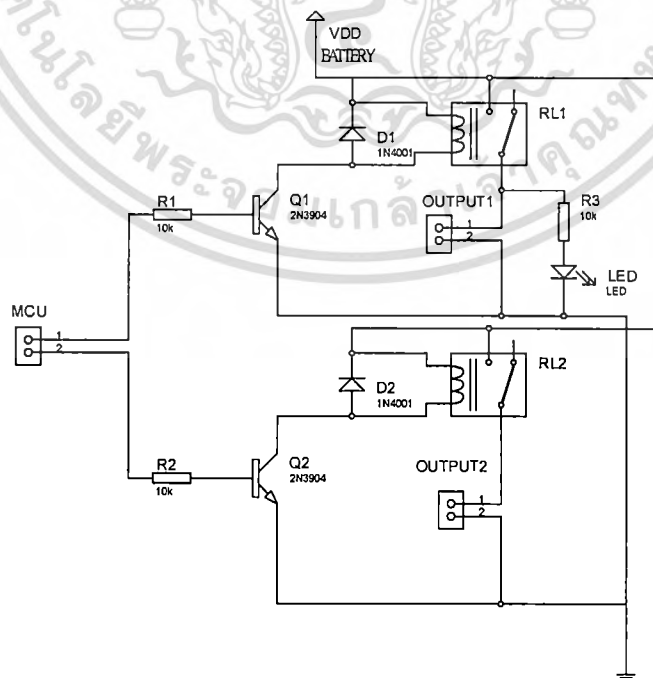 VDD
BATTERY
RL1
D1
1N4001
R1
10k
Q1
2N3904
OUTPUT1
1
2
R3
10k
LED
LED
MCU
1
2
RL2
D2
1N4001
R2
10k
Q2
2N3904
OUTPUT2
1
2